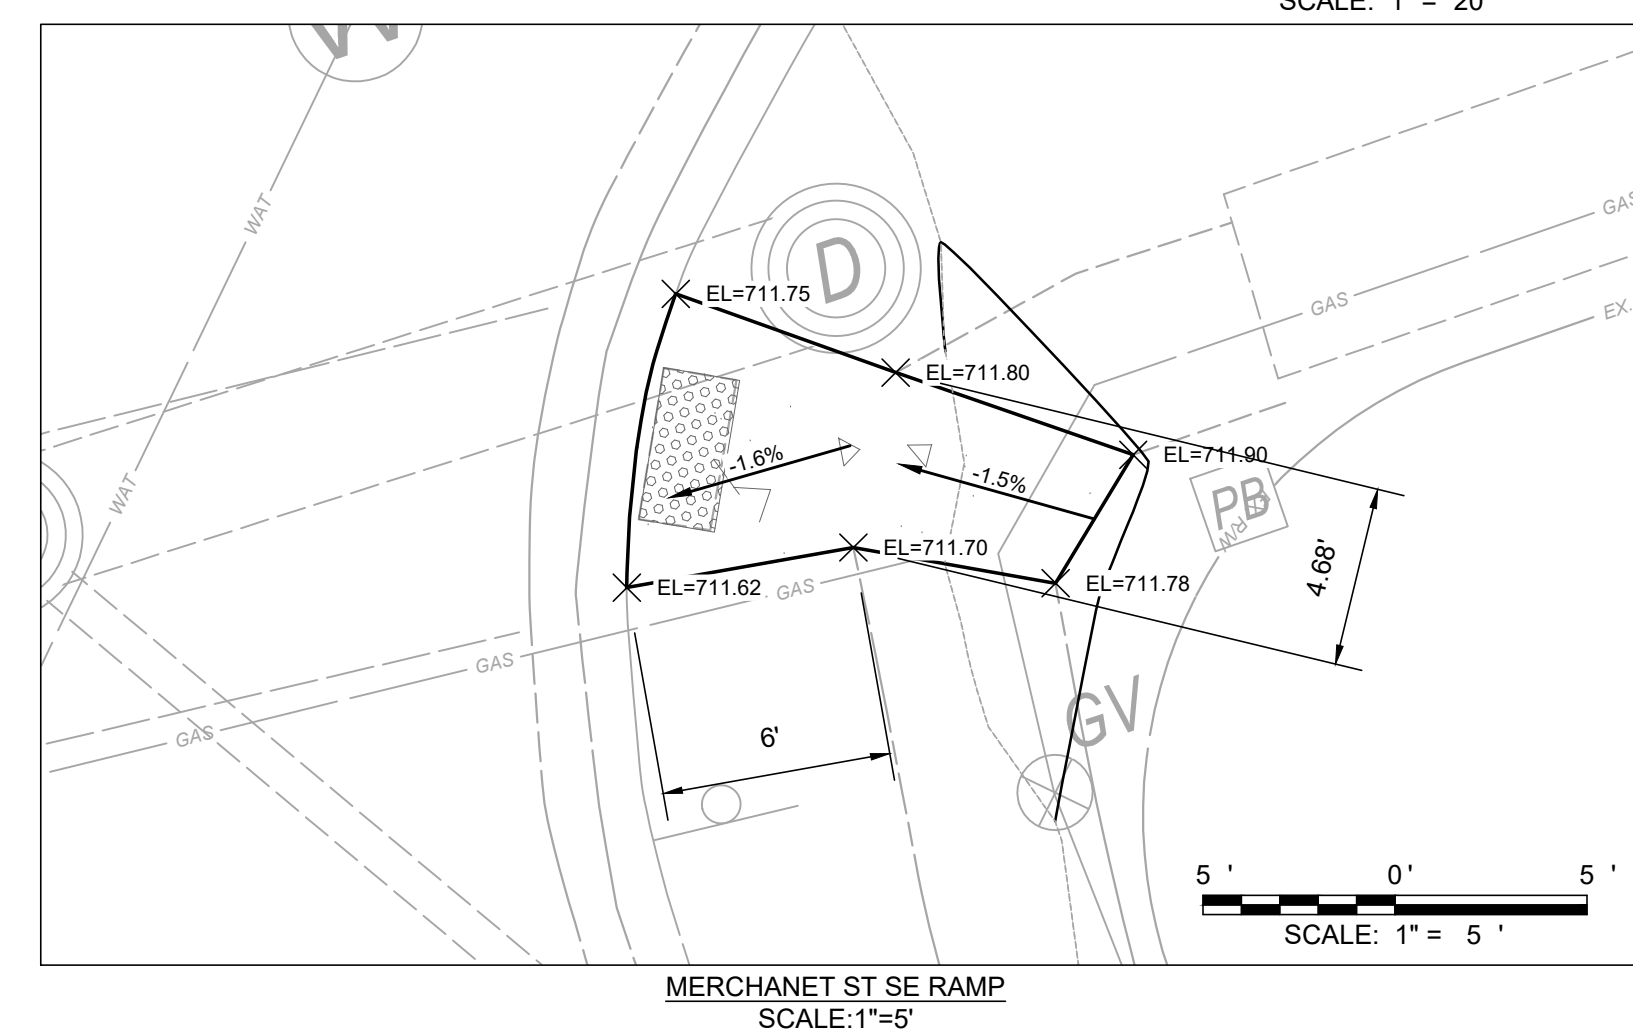 SCALE: 1" = 20'
W
WAT
D
GAS
EX.
EL=711.75
EL=711.80
GAS
EL=711.90
-1.6%
-1.5%
PB
R/W
WAT
EL=711.70
4.68'
EL=711.62
GAS
EL=711.78
GAS
GV
GAS
6'
5 ' 0' 5 '
SCALE: 1" = 5 '
MERCHANET ST SE RAMP
SCALE:1"=5'